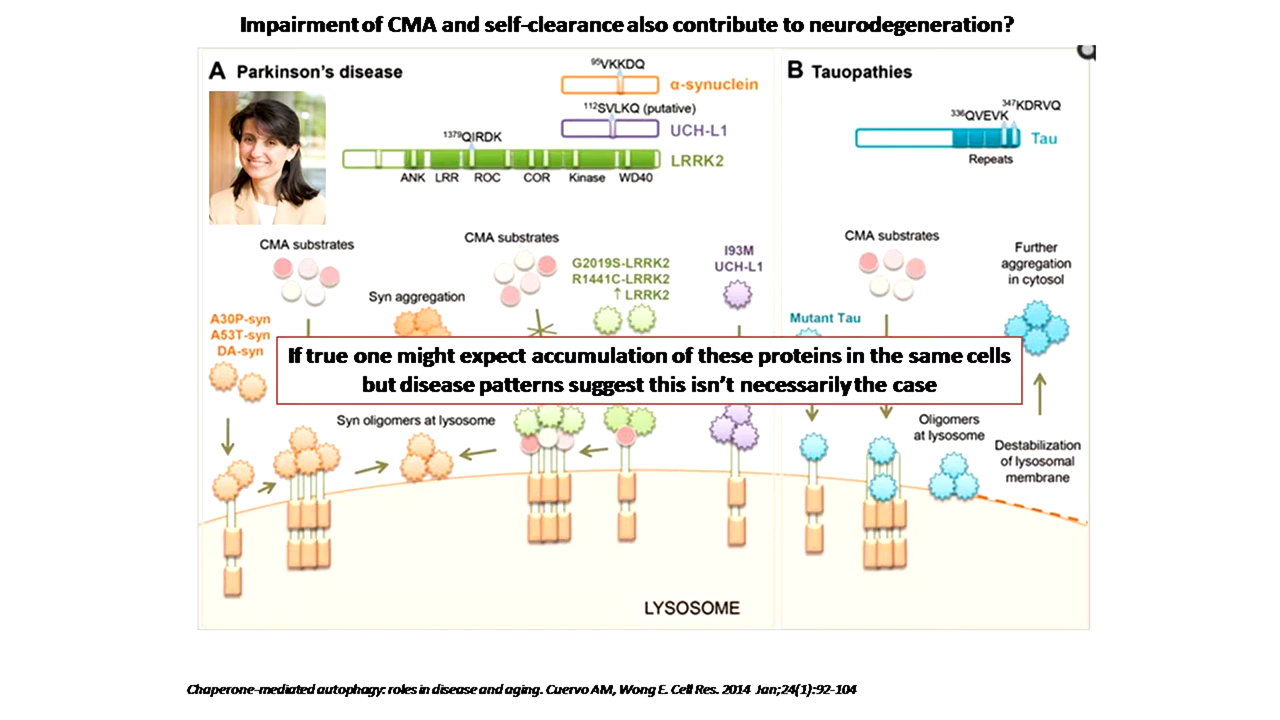 Impairment of CMA and self-clearance also contribute to neurodegeneration?
A Parkinson's disease
⁹⁵VKKDQ
α-synuclein
¹¹²SVLKQ (putative)
UCH-L1
¹³⁷⁹QIRDK
LRRK2
ANK LRR ROC COR Kinase WD40
CMA substrates
Syn aggregation
A30P-syn
A53T-syn
DA-syn
CMA substrates
G2019S-LRRK2
R1441C-LRRK2
↑ LRRK2
I93M
UCH-L1
B Tauopathies
³⁴⁷KDRVQ
³³⁶QVEVK
Tau
Repeats
CMA substrates
Further
aggregation
in cytosol
Mutant Tau
If true one might expect accumulation of these proteins in the same cells
but disease patterns suggest this isn't necessarily the case
Syn oligomers at lysosome
Oligomers
at lysosome
Destabilization
of lysosomal
membrane
LYSOSOME
Chaperone-mediated autophagy: roles in disease and aging. Cuervo AM, Wong E. Cell Res. 2014 Jan;24(1):92-104